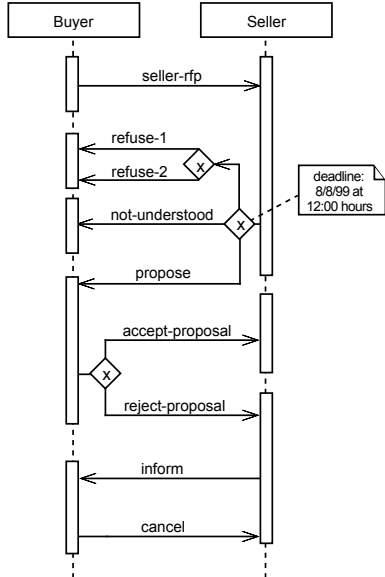 Buyer
Seller
seller-rfp
refuse-1
x
refuse-2
deadline:
8/8/99 at
12:00 hours
not-understood
x
propose
accept-proposal
x
reject-proposal
inform
cancel